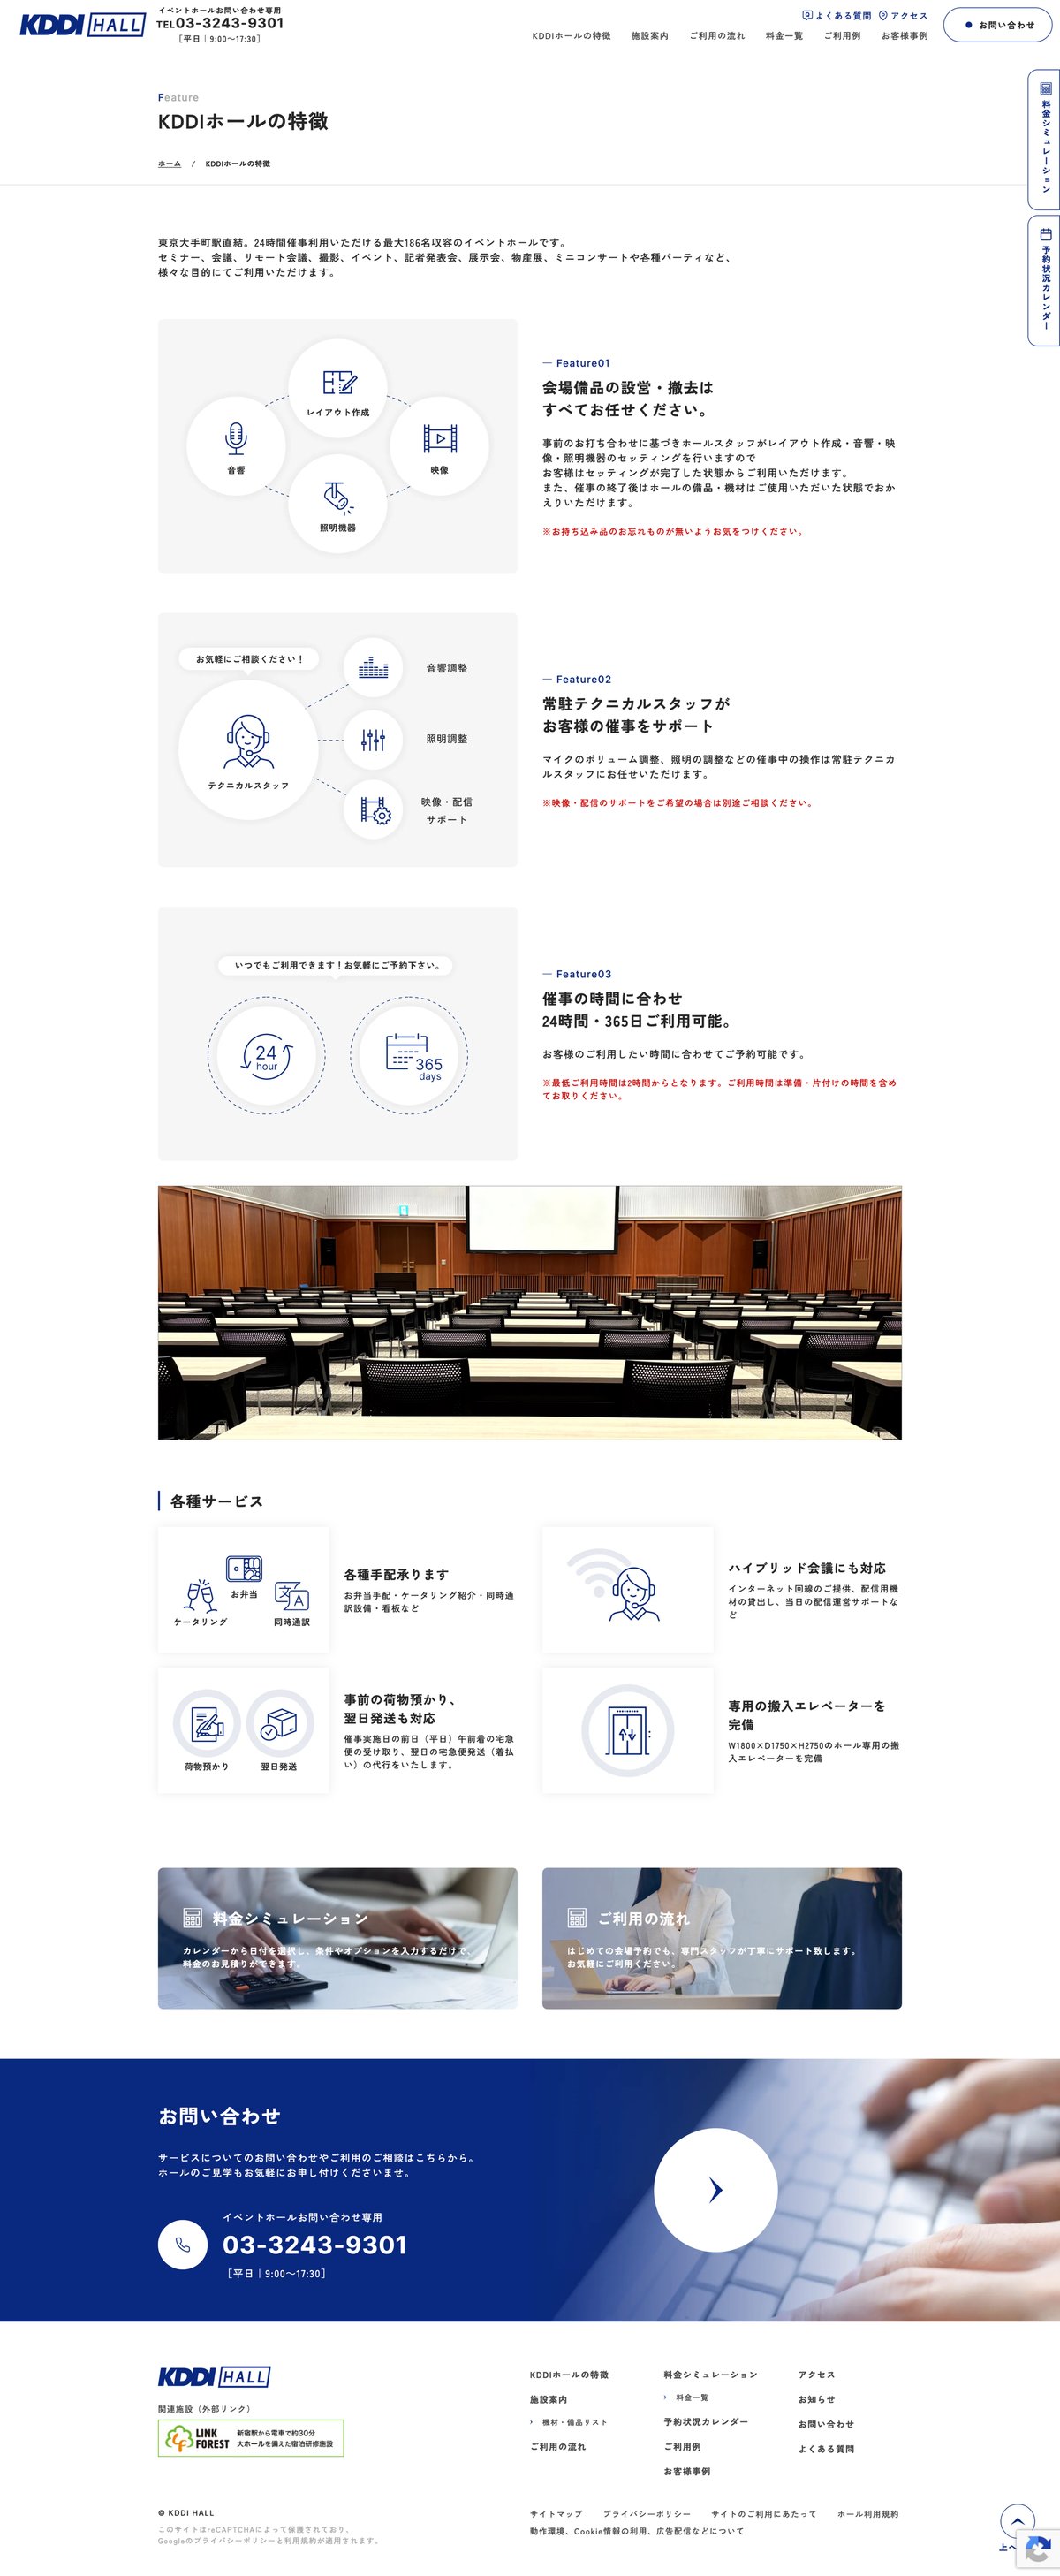 KDDI HALL
イベントホールお問い合わせ専用
TEL03-3243-9301
［平日｜9:00〜17:30］
よくある質問 アクセス
KDDIホールの特徴 施設案内 ご利用の流れ 料金一覧 ご利用例 お客様事例
お問い合わせ
料金シミュレーション
予約状況カレンダー
Feature
KDDIホールの特徴
ホーム / KDDIホールの特徴
東京大手町駅直結。24時間催事利用いただける最大186名収容のイベントホールです。
セミナー、会議、リモート会議、撮影、イベント、記者発表会、展示会、物産展、ミニコンサートや各種パーティなど、
様々な目的にてご利用いただけます。
レイアウト作成
音響
映像
照明機器
— Feature01
会場備品の設営・撤去は
すべてお任せください。
事前のお打ち合わせに基づきホールスタッフがレイアウト作成・音響・映
像・照明機器のセッティングを行いますので
お客様はセッティングが完了した状態からご利用いただけます。
また、催事の終了後はホールの備品・機材はご使用いただいた状態でおか
えりいただけます。
※お持ち込み品のお忘れものが無いようお気をつけください。
お気軽にご相談ください！
テクニカルスタッフ
音響調整
照明調整
映像・配信
サポート
— Feature02
常駐テクニカルスタッフが
お客様の催事をサポート
マイクのボリューム調整、照明の調整などの催事中の操作は常駐テクニカ
ルスタッフにお任せいただけます。
※映像・配信のサポートをご希望の場合は別途ご相談ください。
いつでもご利用できます！お気軽にご予約下さい。
24
hour
365
days
— Feature03
催事の時間に合わせ
24時間・365日ご利用可能。
お客様のご利用したい時間に合わせてご予約可能です。
※最低ご利用時間は2時間からとなります。ご利用時間は準備・片付けの時間を含め
てお取りください。
各種サービス
お弁当
ケータリング
同時通訳
各種手配承ります
お弁当手配・ケータリング紹介・同時通
訳設備・看板など
ハイブリッド会議にも対応
インターネット回線のご提供、配信用機
材の貸出し、当日の配信運営サポートな
ど
荷物預かり
翌日発送
事前の荷物預かり、
翌日発送も対応
催事実施日の前日（平日）午前着の宅急
便の受け取り、翌日の宅急便発送（着払
い）の代行をいたします。
専用の搬入エレベーターを
完備
W1800×D1750×H2750のホール専用の搬
入エレベーターを完備
料金シミュレーション
カレンダーから日付を選択し、条件やオプションを入力するだけで、
料金のお見積りができます。
ご利用の流れ
はじめての会場予約でも、専門スタッフが丁寧にサポート致します。
お気軽にご利用ください。
お問い合わせ
サービスについてのお問い合わせやご利用のご相談はこちらから。
ホールのご見学もお気軽にお申し付けくださいませ。
イベントホールお問い合わせ専用
03-3243-9301
［平日｜9:00〜17:30］
KDDI HALL
関連施設（外部リンク）
LINK
FOREST
新宿駅から電車で約30分
大ホールを備えた宿泊研修施設
KDDIホールの特徴
施設案内
機材・備品リスト
ご利用の流れ
料金シミュレーション
料金一覧
予約状況カレンダー
ご利用例
お客様事例
アクセス
お知らせ
お問い合わせ
よくある質問
© KDDI HALL
このサイトはreCAPTCHAによって保護されており、
Googleのプライバシーポリシーと利用規約が適用されます。
サイトマップ プライバシーポリシー サイトのご利用にあたって ホール利用規約
動作環境、Cookie情報の利用、広告配信などについて
上へ